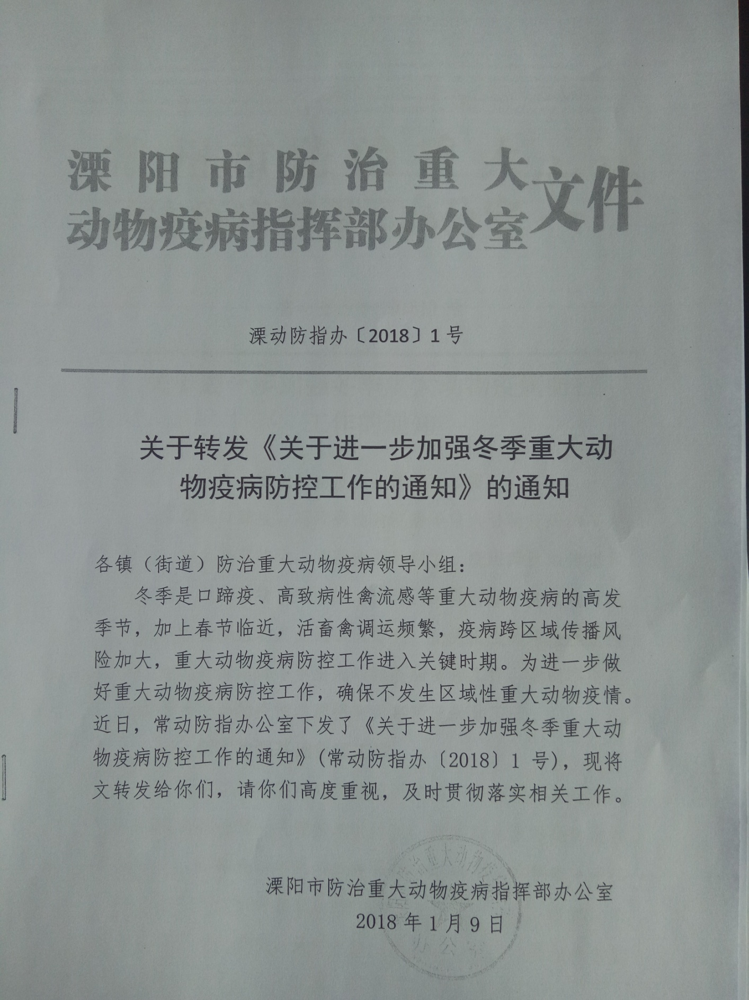 溧阳市防治重大
动物疫病指挥部办公室文件
溧动防指办〔2018〕1号
关于转发《关于进一步加强冬季重大动
物疫病防控工作的通知》的通知
各镇（街道）防治重大动物疫病领导小组：
冬季是口蹄疫、高致病性禽流感等重大动物疫病的高发
季节，加上春节临近，活畜禽调运频繁，疫病跨区域传播风
险加大，重大动物疫病防控工作进入关键时期。为进一步做
好重大动物疫病防控工作，确保不发生区域性重大动物疫情。
近日，常动防指办公室下发了《关于进一步加强冬季重大动
物疫病防控工作的通知》(常动防指办〔2018〕1 号)，现将
文转发给你们，请你们高度重视，及时贯彻落实相关工作。
溧阳市防治重大动物疫病指挥部办公室
2018 年 1 月 9 日
防治重大动物疫
办公室